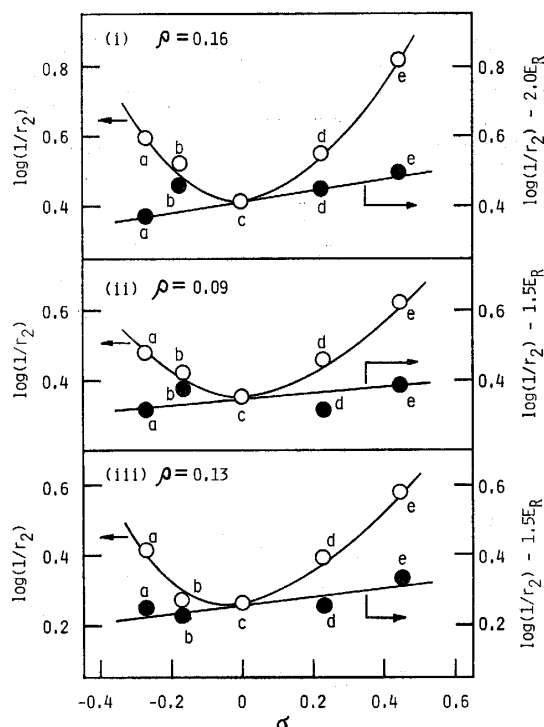 (i) ρ = 0.16
0.8
0.6
0.4
log(1/r₂)
a
b
c
d
e
a
b
d
e
0.8
0.6
0.4
log(1/r₂) - 2.0E_R
(ii) ρ = 0.09
0.6
0.4
log(1/r₂)
a
b
c
d
e
a
b
d
e
0.6
0.4
log(1/r₂) - 1.5E_R
(iii) ρ = 0.13
0.6
0.4
0.2
log(1/r₂)
a
b
c
d
e
a
b
d
e
0.6
0.4
0.2
log(1/r₂) - 1.5E_R
-0.4 -0.2 0 0.2 0.4 0.6
σ